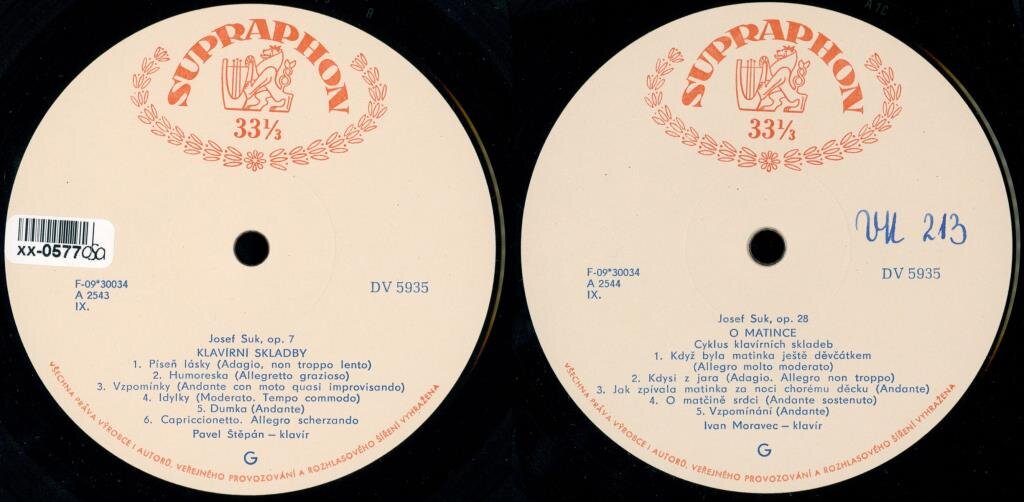 SUPRAPHON
33⅓
xx-0577
F-09*30034
A 2543
IX.
DV 5935
Josef Suk, op. 7
KLAVÍRNÍ SKLADBY
1. Píseň lásky (Adagio, non troppo lento)
2. Humoreska (Allegretto grazioso)
3. Vzpomínky (Andante con moto quasi improvisando)
4. Idylky (Moderato. Tempo commodo)
5. Dumka (Andante)
6. Capriccionetto. Allegro scherzando
Pavel Štěpán – klavír
G
VŠECHNA PRÁVA VÝROBCE I AUTORŮ, VEŘEJNÉHO PROVOZOVÁNÍ A ROZHLASOVÉHO ŠÍŘENÍ VYHRAŽENA
A1C
SUPRAPHON
33⅓
213
F-09*30034
A 2544
IX.
DV 5935
Josef Suk, op. 28
O MATINCE
Cyklus klavírních skladeb
1. Když byla matinka ještě děvčátkem
(Allegro molto moderato)
2. Kdysi z jara (Adagio. Allegro non troppo)
3. Jak zpívala matinka za noci chorému děcku (Andante)
4. O matčině srdci (Andante sostenuto)
5. Vzpomínání (Andante)
Ivan Moravec – klavír
G
VŠECHNA PRÁVA VÝROBCE I AUTORŮ, VEŘEJNÉHO PROVOZOVÁNÍ A ROZHLASOVÉHO ŠÍŘENÍ VYHRAŽENA